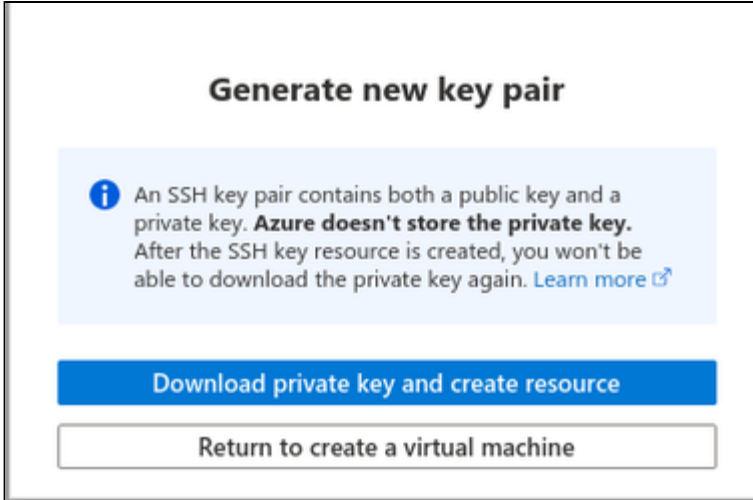 Generate new key pair
An SSH key pair contains both a public key and a
private key. Azure doesn't store the private key.
After the SSH key resource is created, you won't be
able to download the private key again. Learn more
Download private key and create resource
Return to create a virtual machine